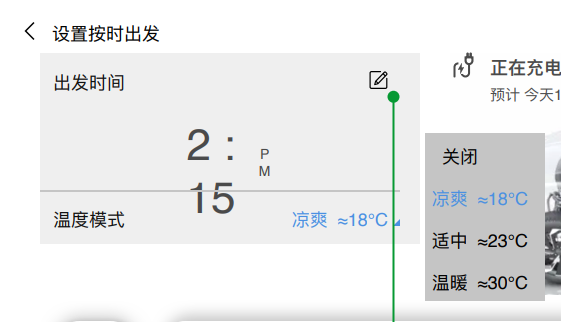 设置按时出发
出发时间
2 : 15
PM
温度模式
凉爽 ≈18°C
正在充电
预计 今天1
关闭
凉爽 ≈18°C
适中 ≈23°C
温暖 ≈30°C